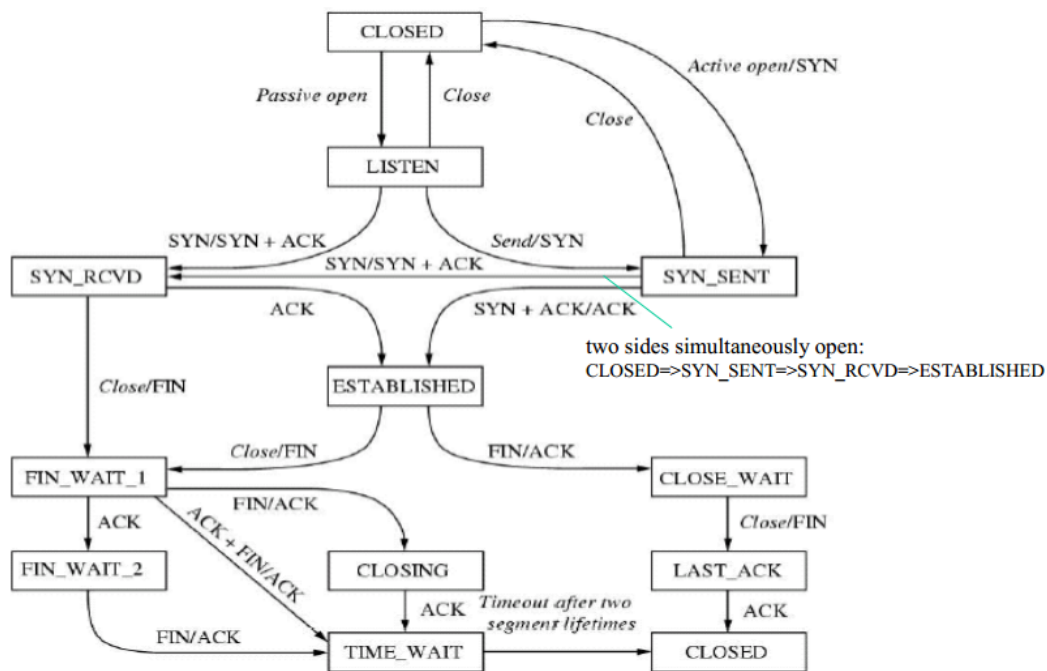 CLOSED
Active open/SYN
Passive open
Close
Close
LISTEN
SYN/SYN + ACK
Send/SYN
SYN/SYN + ACK
SYN_RCVD
SYN_SENT
ACK
SYN + ACK/ACK
two sides simultaneously open:
CLOSED=>SYN_SENT=>SYN_RCVD=>ESTABLISHED
Close/FIN
ESTABLISHED
Close/FIN
FIN/ACK
FIN_WAIT_1
CLOSE_WAIT
FIN/ACK
ACK
ACK + FIN/ACK
Close/FIN
FIN_WAIT_2
CLOSING
LAST_ACK
ACK
Timeout after two
segment lifetimes
ACK
FIN/ACK
TIME_WAIT
CLOSED